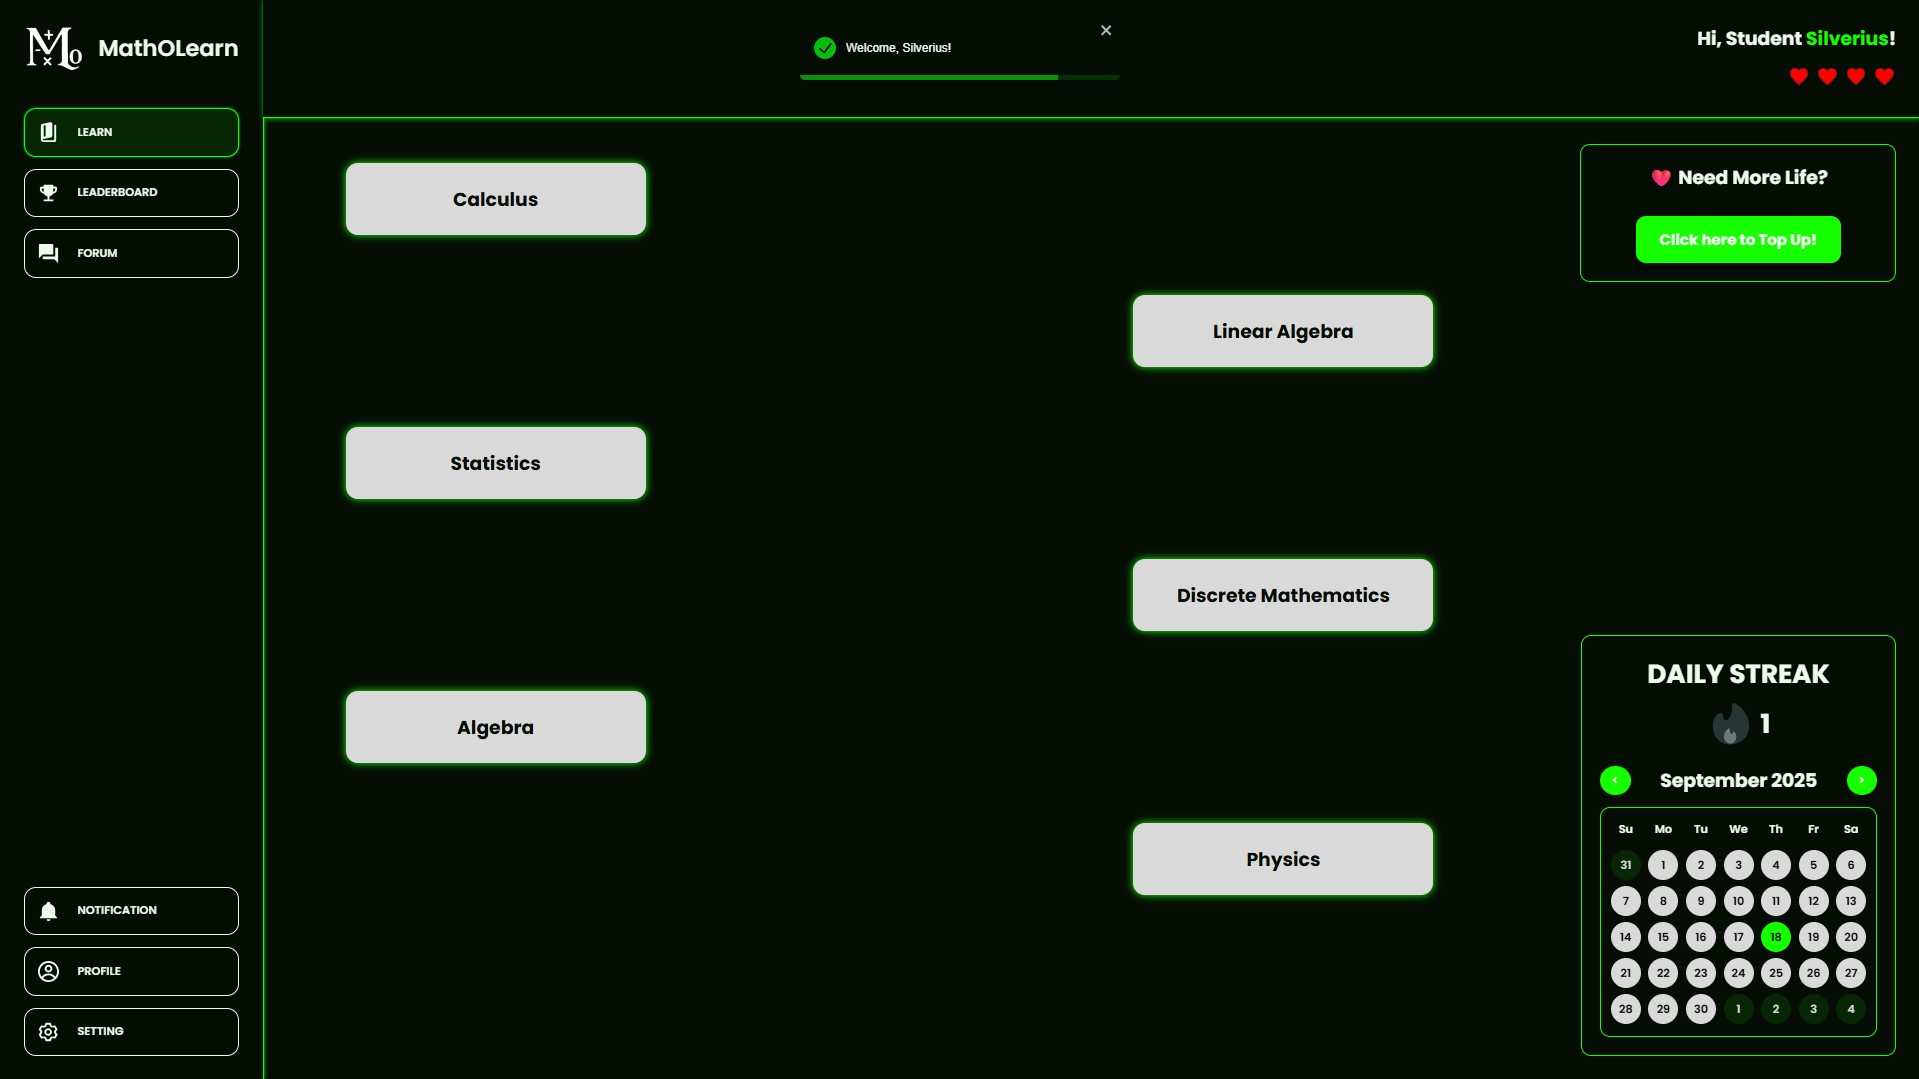 MathOLearn
LEARN
LEADERBOARD
FORUM
NOTIFICATION
PROFILE
SETTING
Welcome, Silverius!
Hi, Student Silverius!
Calculus
Linear Algebra
Statistics
Discrete Mathematics
Algebra
Physics
Need More Life?
Click here to Top Up!
DAILY STREAK
1
< September 2025 >
Su Mo Tu We Th Fr Sa
31 1 2 3 4 5 6
7 8 9 10 11 12 13
14 15 16 17 18 19 20
21 22 23 24 25 26 27
28 29 30 1 2 3 4